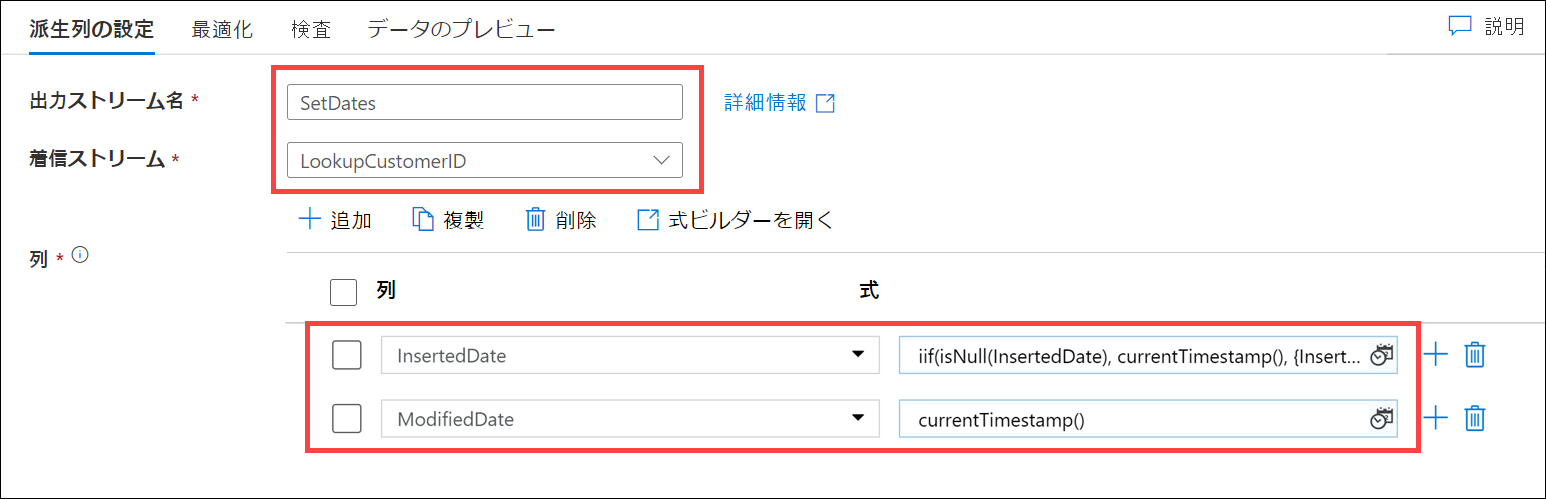 派生列の設定 最適化 検査 データのプレビュー 説明
出力ストリーム名 * SetDates 詳細情報
着信ストリーム * LookupCustomerID
追加 複製 削除 式ビルダーを開く
列 *
列 式
InsertedDate iif(isNull(InsertedDate), currentTimestamp(), {Insert...
ModifiedDate currentTimestamp()